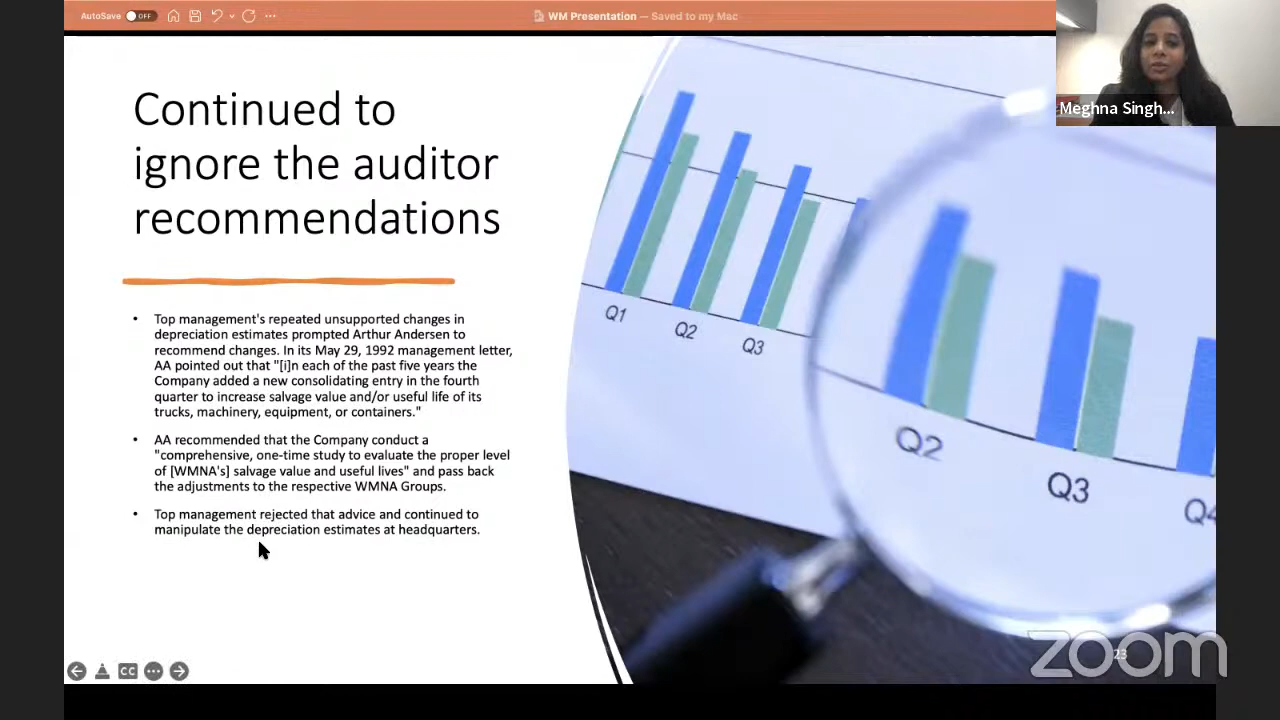 AutoSave OFF
WM Presentation — Saved to my Mac
Meghna Singh...
Continued to
ignore the auditor
recommendations
• Top management's repeated unsupported changes in
depreciation estimates prompted Arthur Andersen to
recommend changes. In its May 29, 1992 management letter,
AA pointed out that "[i]n each of the past five years the
Company added a new consolidating entry in the fourth
quarter to increase salvage value and/or useful life of its
trucks, machinery, equipment, or containers."
• AA recommended that the Company conduct a
"comprehensive, one-time study to evaluate the proper level
of [WMNA's] salvage value and useful lives" and pass back
the adjustments to the respective WMNA Groups.
• Top management rejected that advice and continued to
manipulate the depreciation estimates at headquarters.
Q1
Q2
Q3
Q2
Q3
Q4
CC
23
zoom